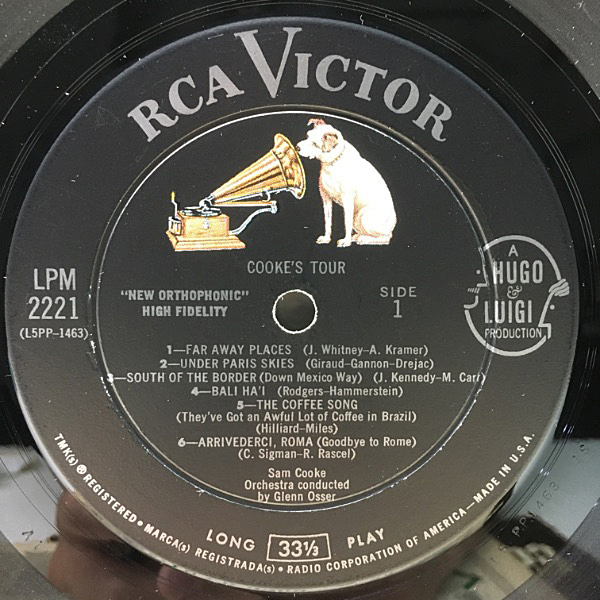 RCA VICTOR
COOKE'S TOUR
LPM
2221
(L5PP-1463)
"NEW ORTHOPHONIC"
HIGH FIDELITY
SIDE
1
A
HUGO
&
LUIGI
PRODUCTION
1—FAR AWAY PLACES (J. Whitney-A. Kramer)
2—UNDER PARIS SKIES (Giraud-Gannon-Drejac)
3—SOUTH OF THE BORDER (Down Mexico Way) (J. Kennedy-M. Carr)
4—BALI HA'I (Rodgers-Hammerstein)
5—THE COFFEE SONG
(They've Got an Awful Lot of Coffee in Brazil)
(Hilliard-Miles)
6—ARRIVEDERCI, ROMA (Goodbye to Rome)
(C. Sigman-R. Rascel)
Sam Cooke
Orchestra conducted
by Glenn Osser
LONG 33⅓ PLAY
TMK(s) ® REGISTERED • MARCA(s) REGISTRADA(s) • RADIO CORPORATION OF AMERICA—MADE IN U.S.A.